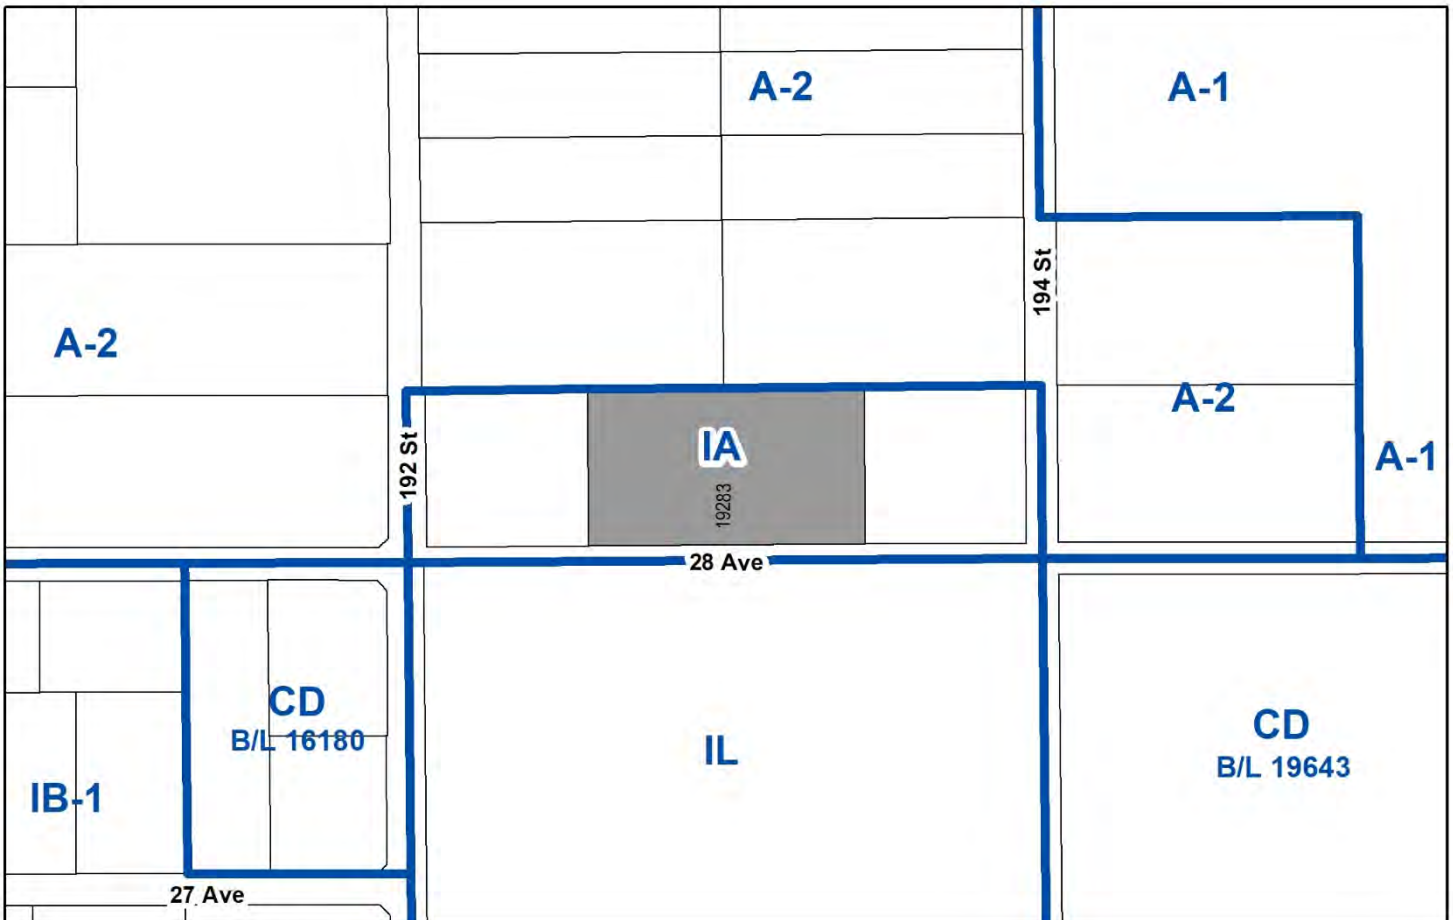 A-2
A-1
194 St
A-2
A-2
IA
A-1
192 St
19283
28 Ave
CD
B/L 16180
CD
B/L 19643
IL
IB-1
27 Ave